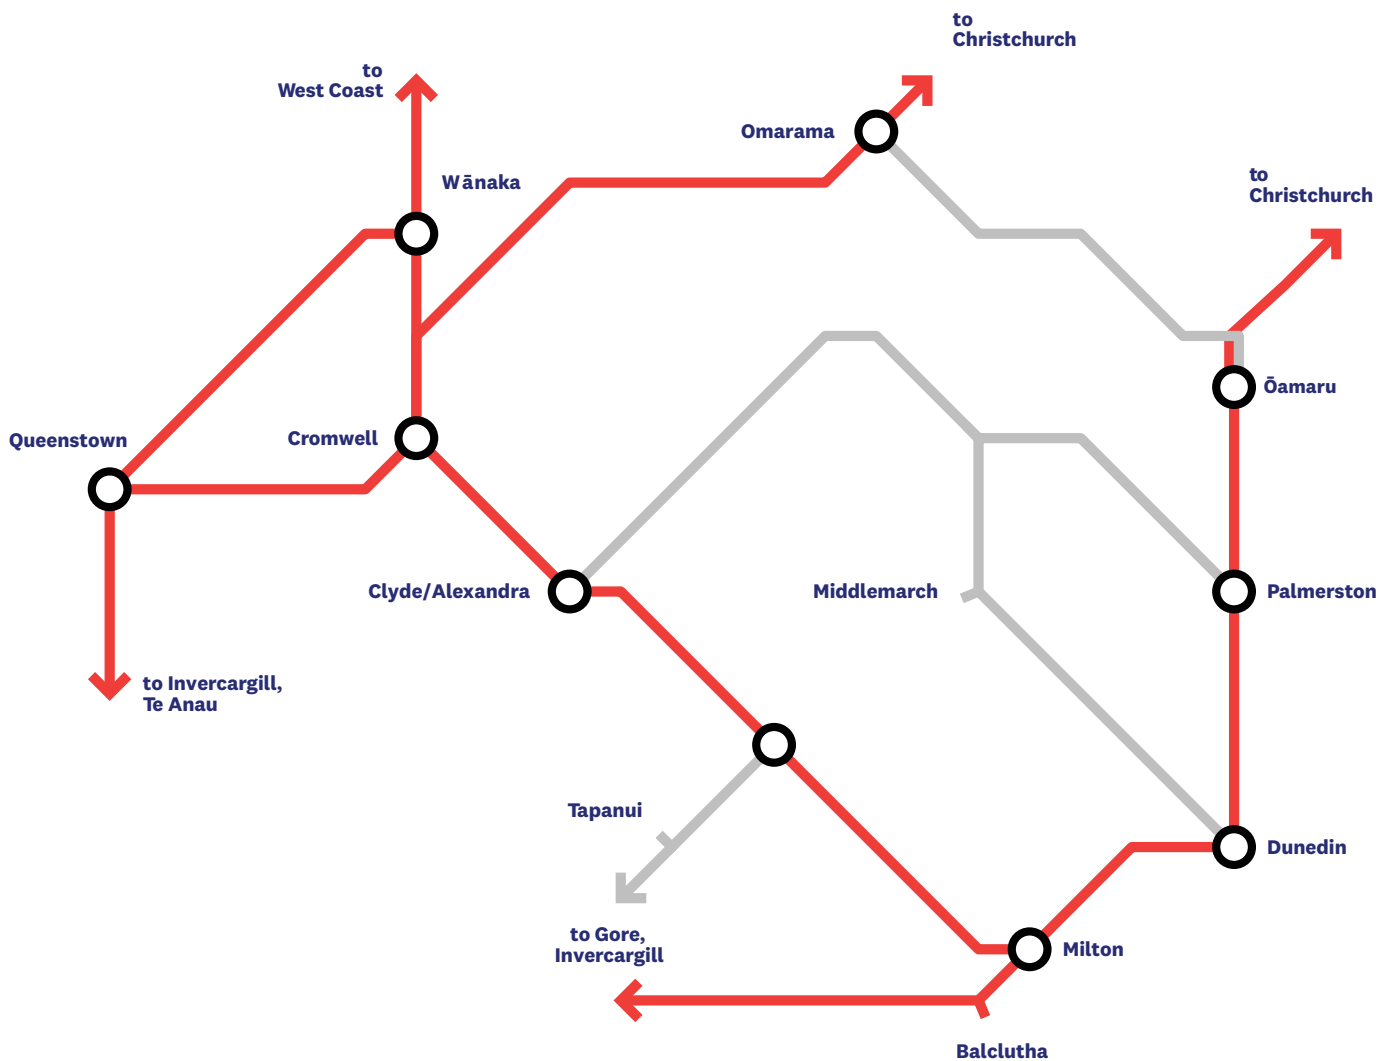 to
Christchurch
to
West Coast
Omarama
Wānaka
to
Christchurch
Ōamaru
Queenstown
Cromwell
Clyde/Alexandra
Middlemarch
Palmerston
to Invercargill,
Te Anau
Tapanui
Dunedin
to Gore,
Invercargill
Milton
Balclutha